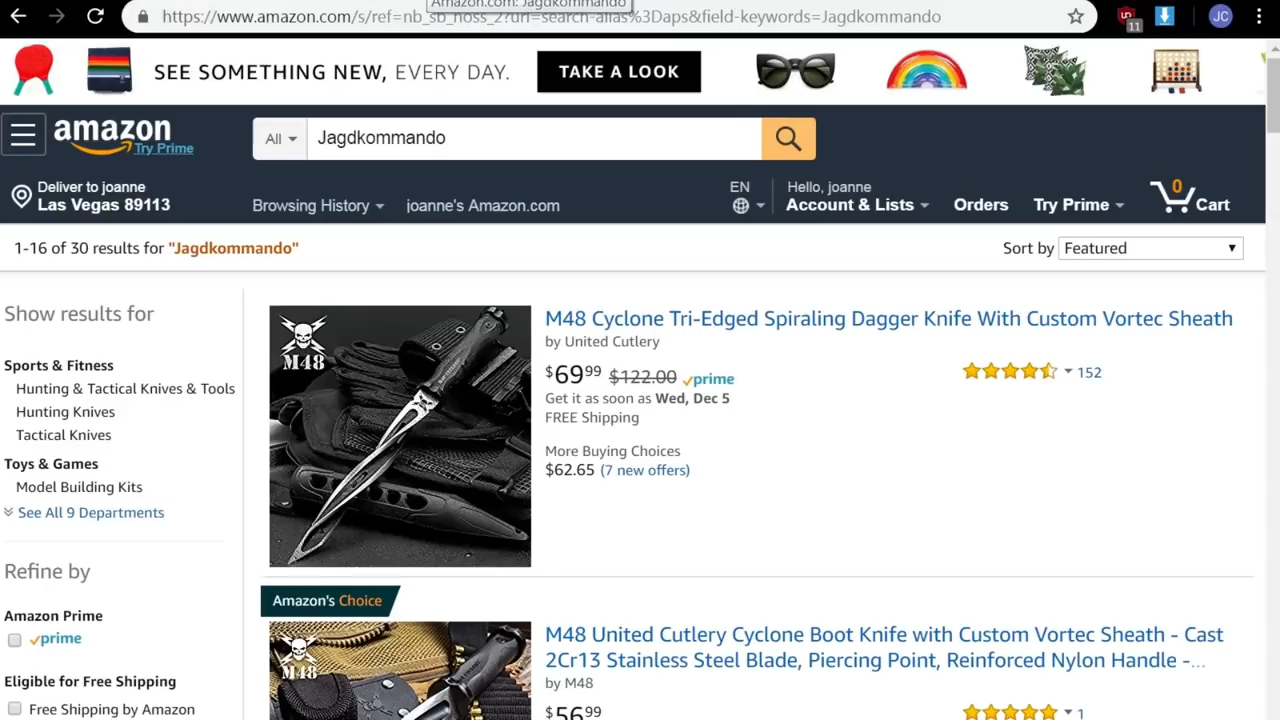 Amazon.com: Jagdkommando
https://www.amazon.com/s/ref=nb_sb_noss_2?url=search-alias%3Daps&field-keywords=Jagdkommando
11
JC
SEE SOMETHING NEW, EVERY DAY.
TAKE A LOOK
amazon
Try Prime
All
Jagdkommando
Deliver to joanne
Las Vegas 89113
Browsing History
joanne's Amazon.com
EN
Hello, joanne
Account & Lists
Orders
Try Prime
0
Cart
1-16 of 30 results for "Jagdkommando"
Sort by Featured
Show results for
Sports & Fitness
Hunting & Tactical Knives & Tools
Hunting Knives
Tactical Knives
Toys & Games
Model Building Kits
See All 9 Departments
Refine by
Amazon Prime
prime
Eligible for Free Shipping
Free Shipping by Amazon
M48
M48 Cyclone Tri-Edged Spiraling Dagger Knife With Custom Vortec Sheath
by United Cutlery
$69 99 $122.00 prime
152
Get it as soon as Wed, Dec 5
FREE Shipping
More Buying Choices
$62.65 (7 new offers)
Amazon's Choice
M48
M48 United Cutlery Cyclone Boot Knife with Custom Vortec Sheath - Cast
2Cr13 Stainless Steel Blade, Piercing Point, Reinforced Nylon Handle -...
by M48
$56 99
1